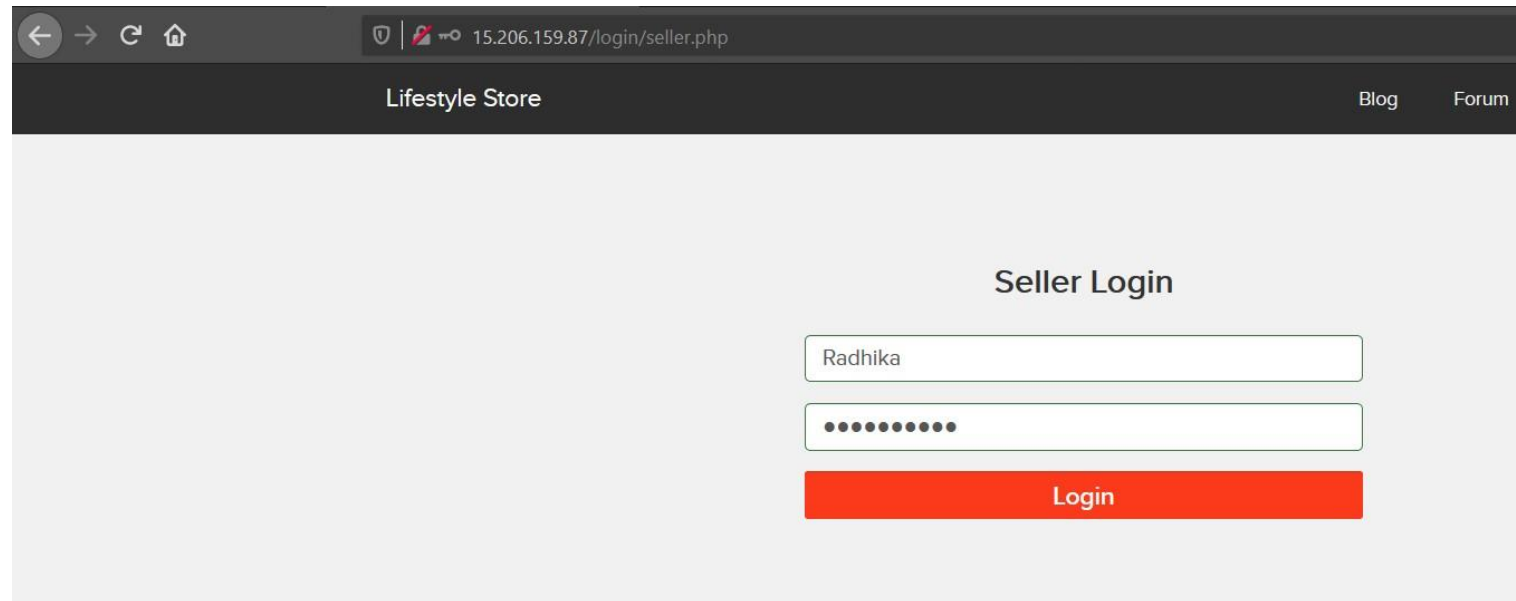 15.206.159.87/login/seller.php
Lifestyle Store Blog Forum
Seller Login
Radhika
●●●●●●●●●●
Login